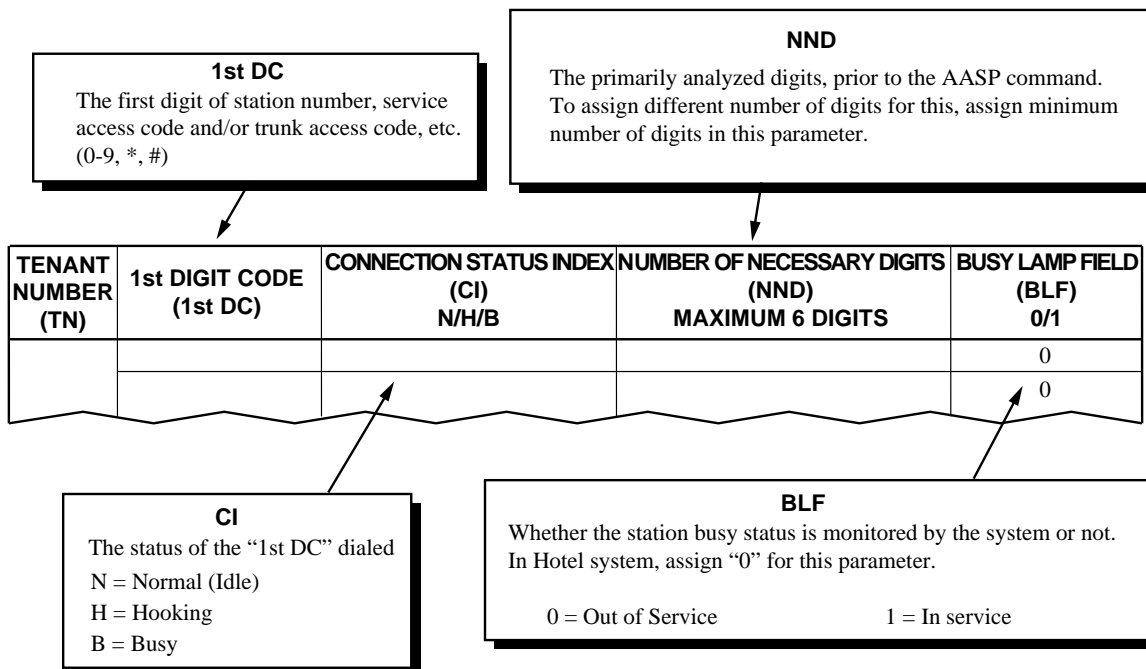 1st DC
The first digit of station number, service
access code and/or trunk access code, etc.
(0-9, *, #)
NND
The primarily analyzed digits, prior to the AASP command.
To assign different number of digits for this, assign minimum
number of digits in this parameter.
TENANT
NUMBER
(TN)
1st DIGIT CODE
(1st DC)
CONNECTION STATUS INDEX
(CI)
N/H/B
NUMBER OF NECESSARY DIGITS
(NND)
MAXIMUM 6 DIGITS
BUSY LAMP FIELD
(BLF)
0/1
0
0
CI
The status of the “1st DC” dialed
N = Normal (Idle)
H = Hooking
B = Busy
BLF
Whether the station busy status is monitored by the system or not.
In Hotel system, assign “0” for this parameter.
0 = Out of Service 1 = In service